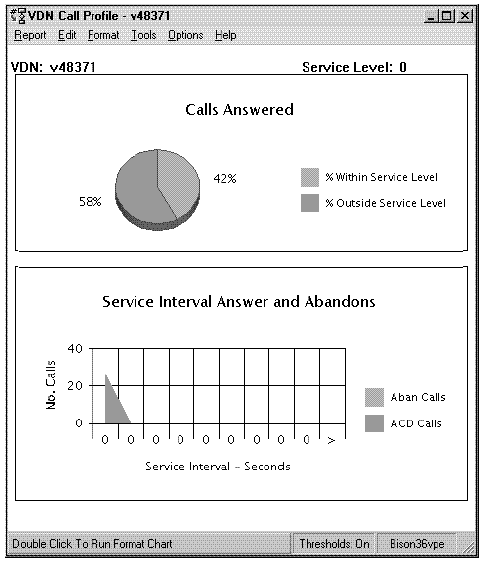 VDN Call Profile - v48371
Report Edit Format Tools Options Help
VDN: v48371 Service Level: 0
Calls Answered
42%
58%
% Within Service Level
% Outside Service Level
Service Interval Answer and Abandons
No. Calls
40
20
0
0 0 0 0 0 0 0 0 0 >
Service Interval - Seconds
Aban Calls
ACD Calls
Double Click To Run Format Chart Thresholds: On Bison36vpe